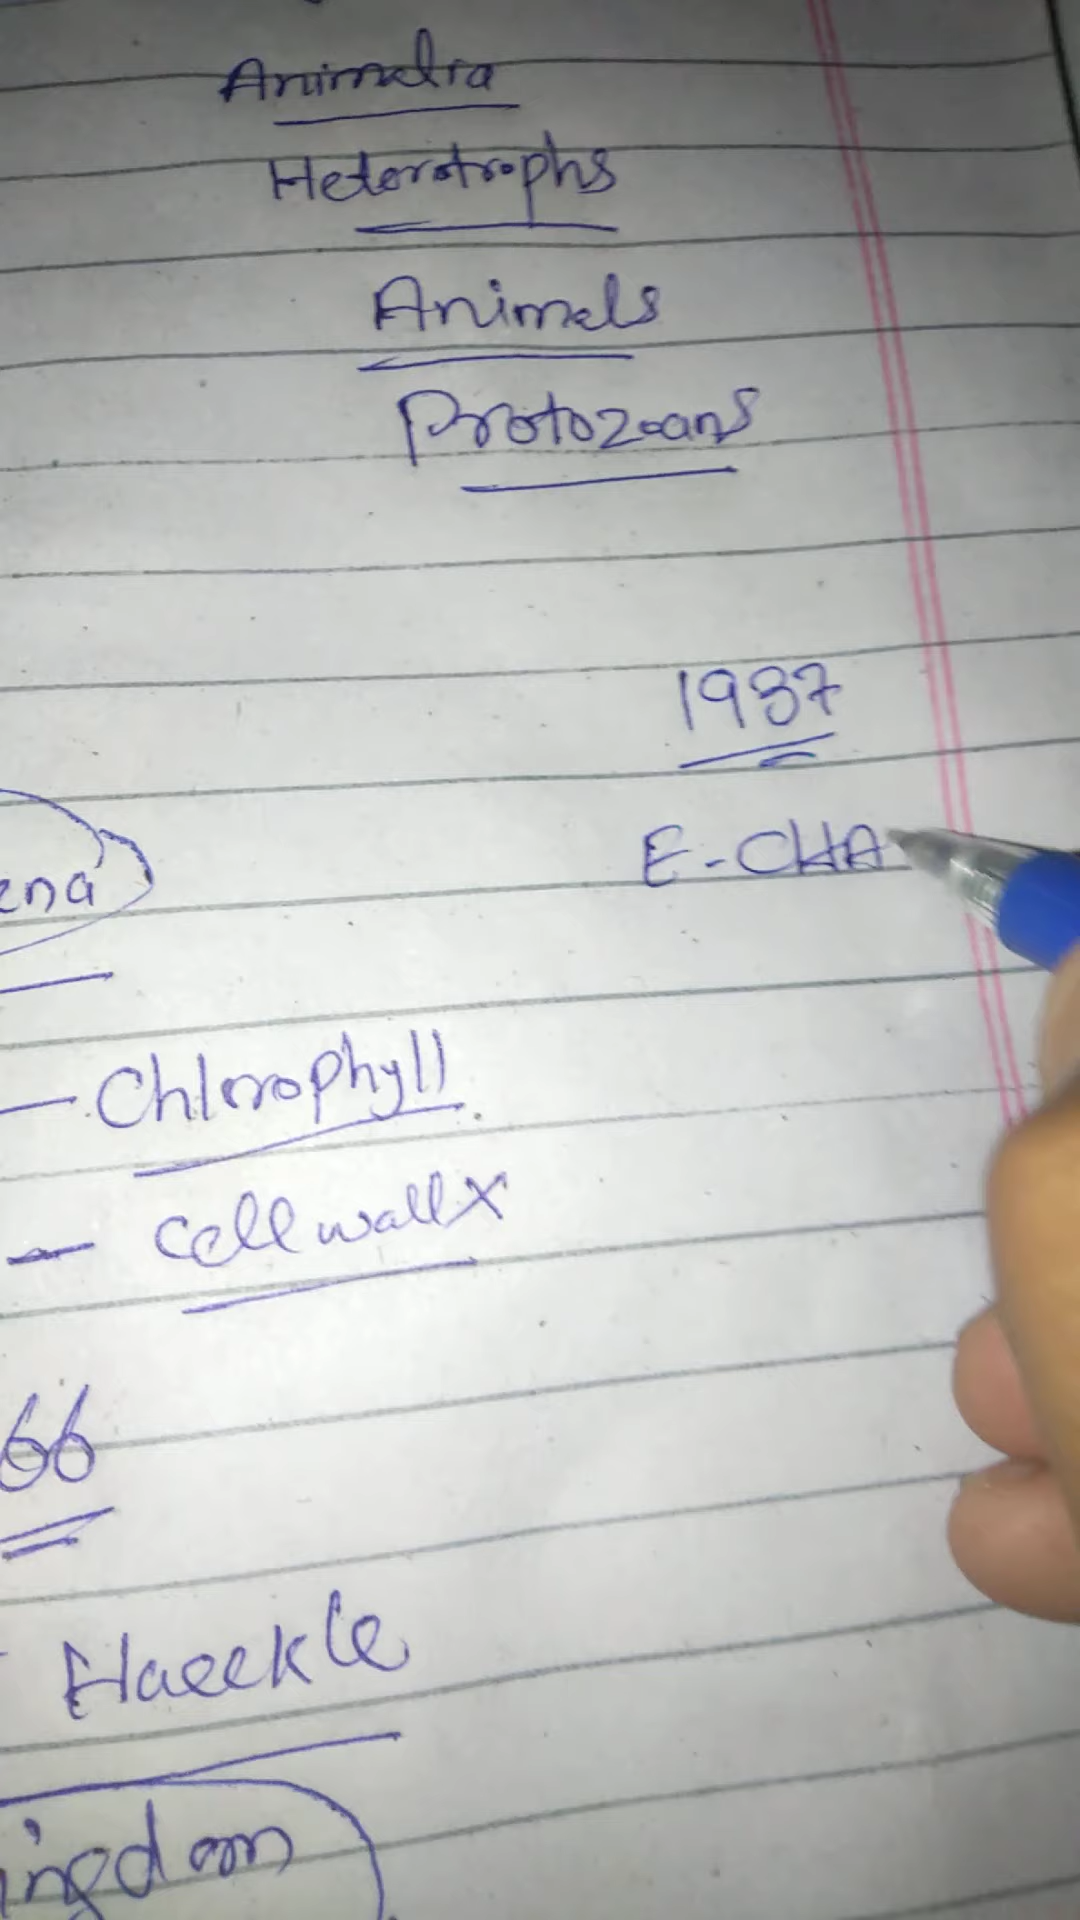 Animalia
Heterotrophs
Animals
Protozoans
1937
E-CHA
ena
- Chlorophyll
- Cell wall x
66
Haeckle
ingdom